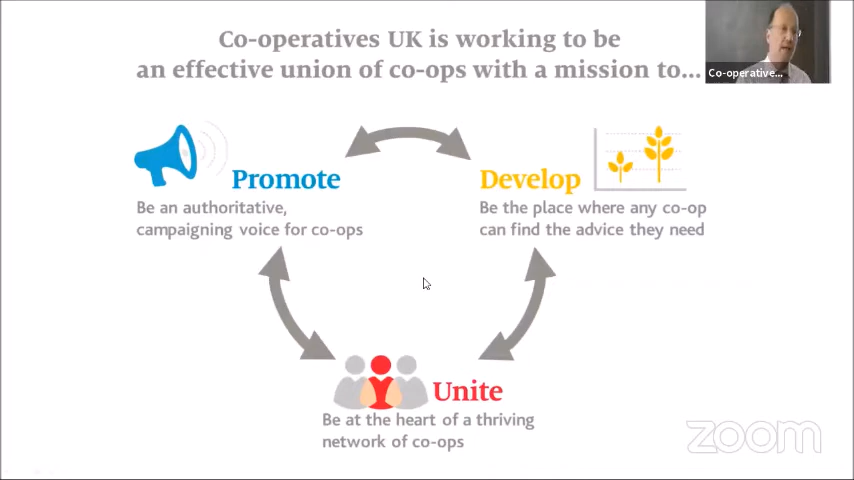 Co-operatives UK is working to be
an effective union of co-ops with a mission to...
Co-operative...
Promote
Be an authoritative,
campaigning voice for co-ops
Develop
Be the place where any co-op
can find the advice they need
Unite
Be at the heart of a thriving
network of co-ops
zoom